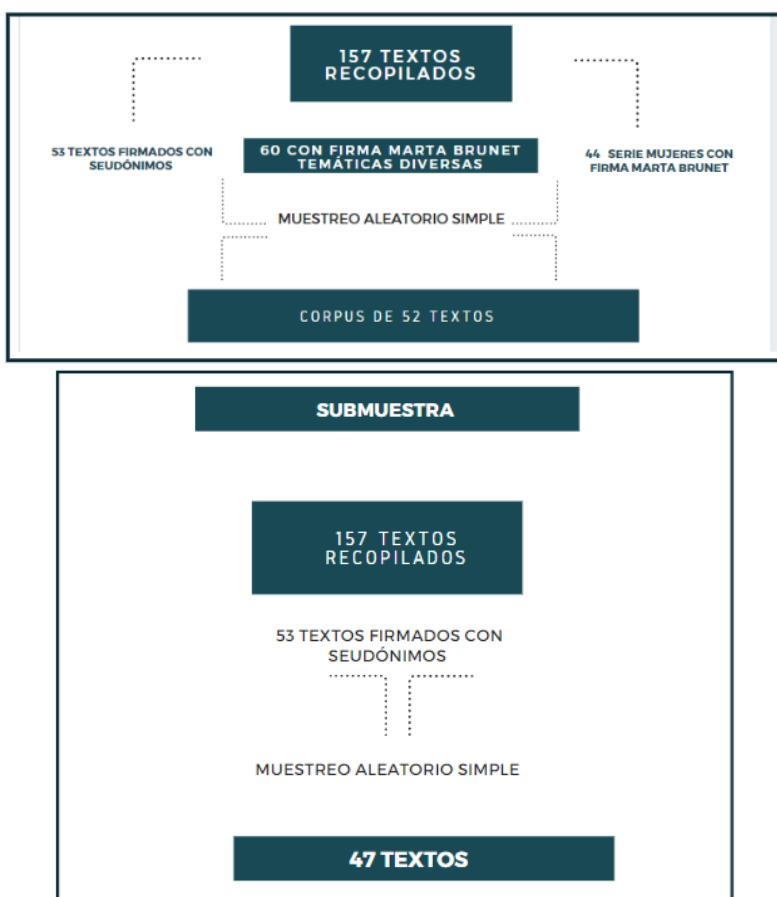 157 TEXTOS
RECOPILADOS
53 TEXTOS FIRMADOS CON
SEUDÓNIMOS
60 CON FIRMA MARTA BRUNET
TEMÁTICAS DIVERSAS
44 SERIE MUJERES CON
FIRMA MARTA BRUNET
MUESTREO ALEATORIO SIMPLE
CORPUS DE 52 TEXTOS
SUBMUESTRA
157 TEXTOS
RECOPILADOS
53 TEXTOS FIRMADOS CON
SEUDÓNIMOS
MUESTREO ALEATORIO SIMPLE
47 TEXTOS